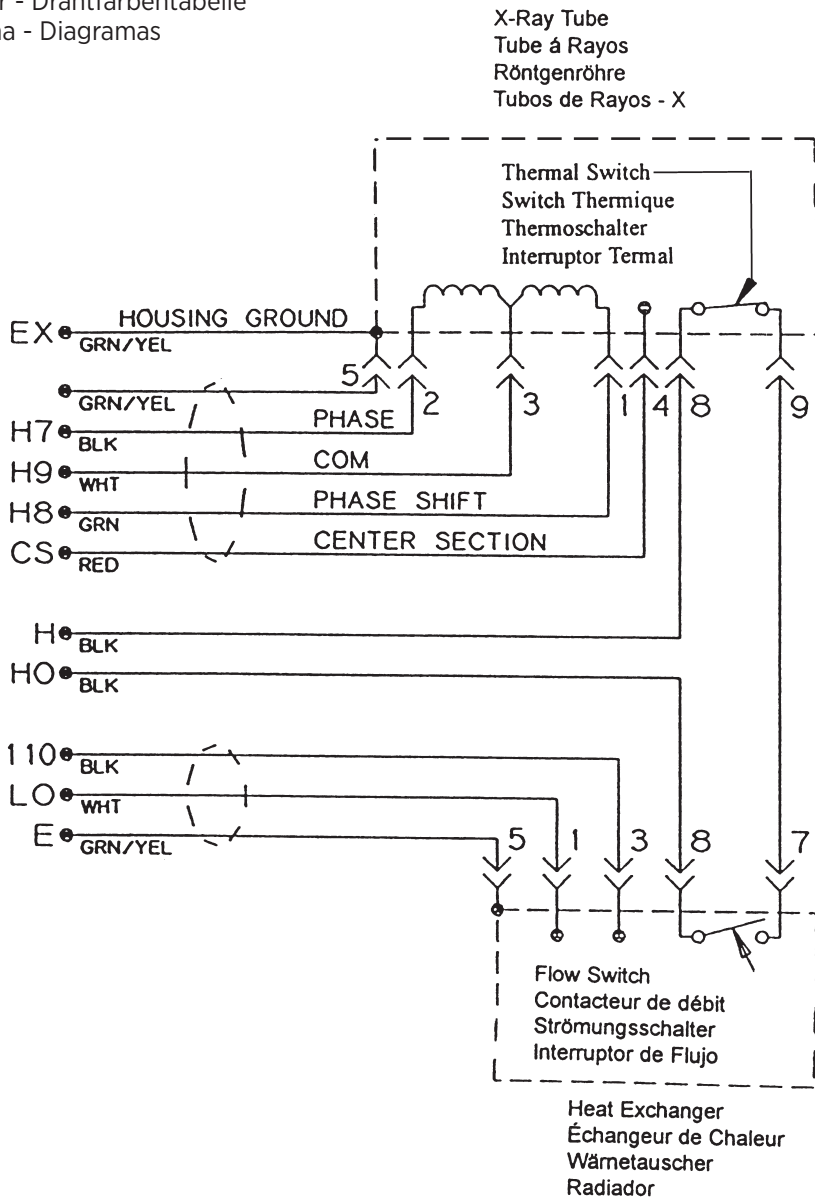 - Drahtfarbentabelle
- Diagramas
X-Ray Tube
Tube á Rayos
Röntgenröhre
Tubos de Rayos - X
Thermal Switch
Switch Thermique
Thermoschalter
Interruptor Termal
EX HOUSING GROUND
GRN/YEL
GRN/YEL
5 2 3 1 4 8 9
H7 PHASE
BLK
H9 COM
WHT
H8 PHASE SHIFT
GRN
CS CENTER SECTION
RED
H
BLK
HO
BLK
110
BLK
LO
WHT
E
GRN/YEL
5 1 3 8 7
Flow Switch
Contacteur de débit
Strömungsschalter
Interruptor de Flujo
Heat Exchanger
Échangeur de Chaleur
Wärnetauscher
Radiador